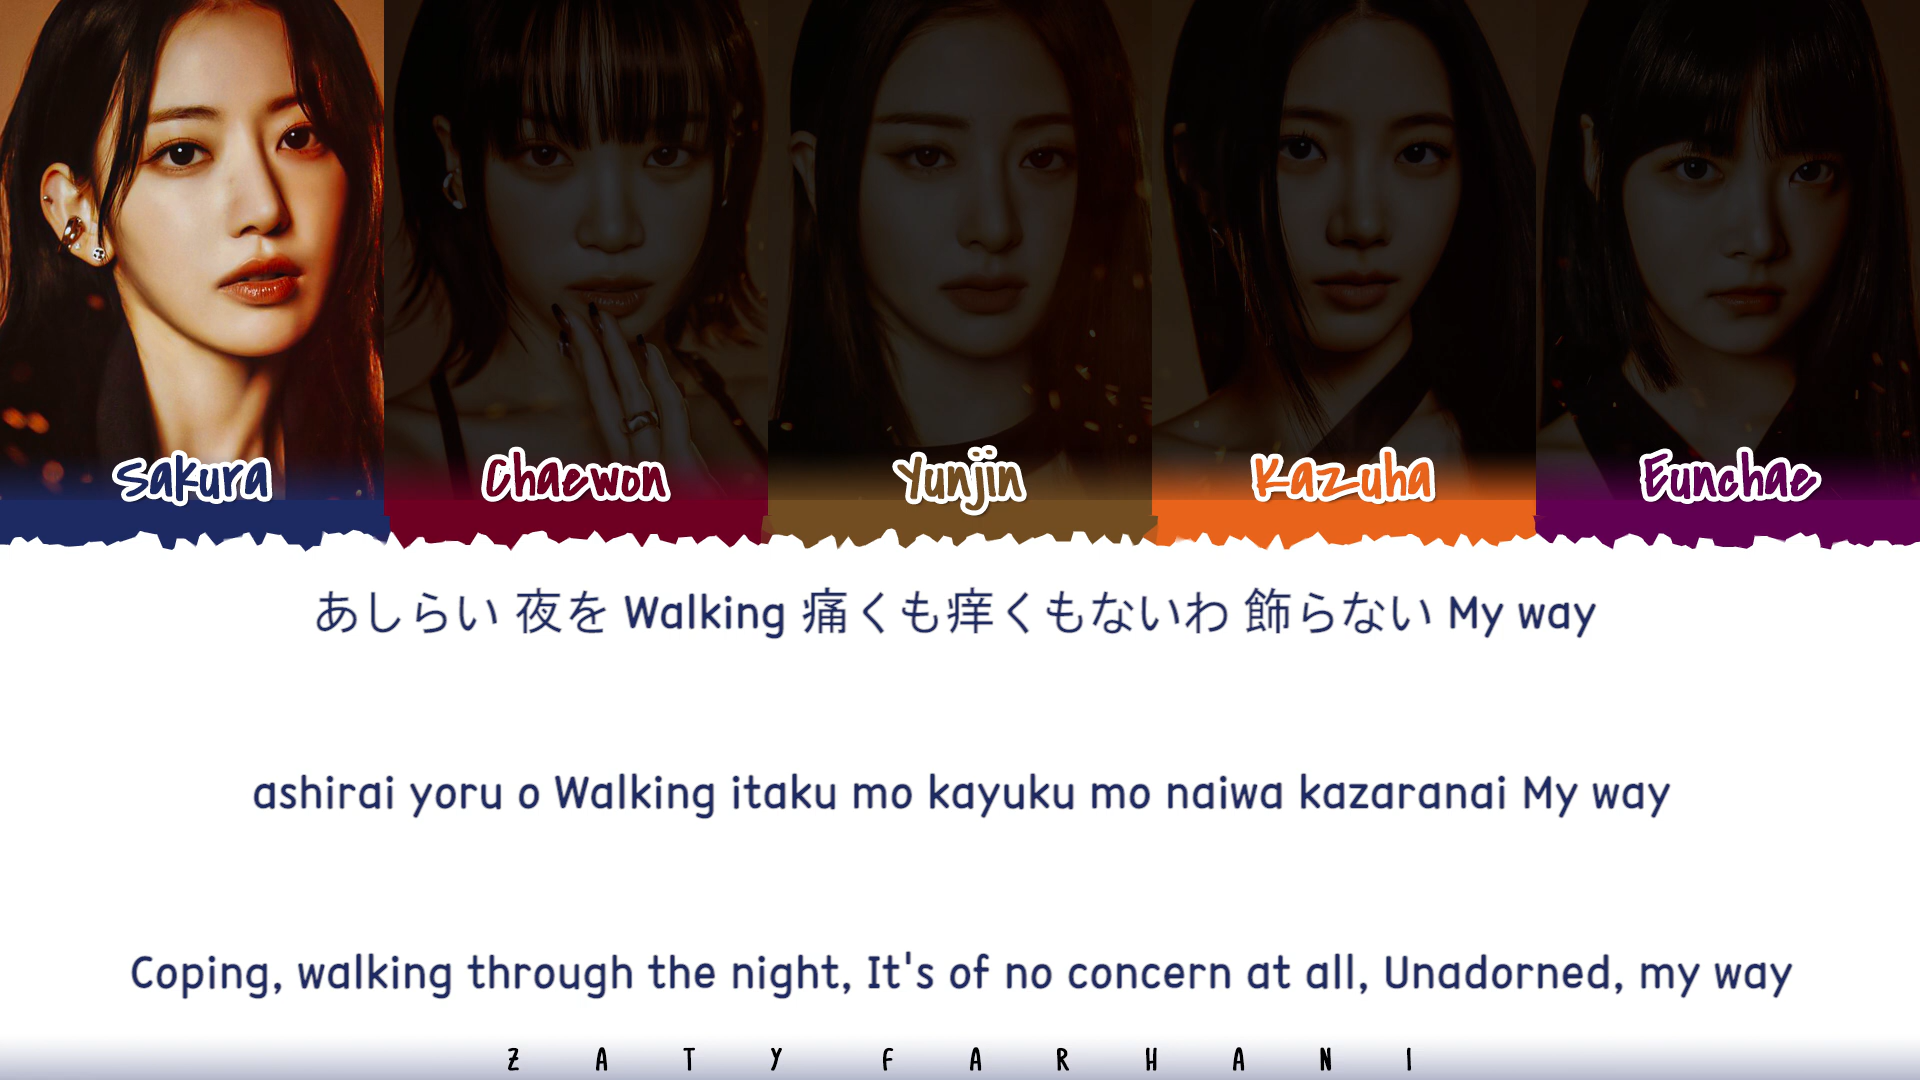 Sakura Chaewon Yunjin Kazuha Eunchae
あしらい 夜を Walking 痛くも痒くもないわ 飾らない My way
ashirai yoru o Walking itaku mo kayuku mo naiwa kazaranai My way
Coping, walking through the night, It's of no concern at all, Unadorned, my way
ZATY FARHANI